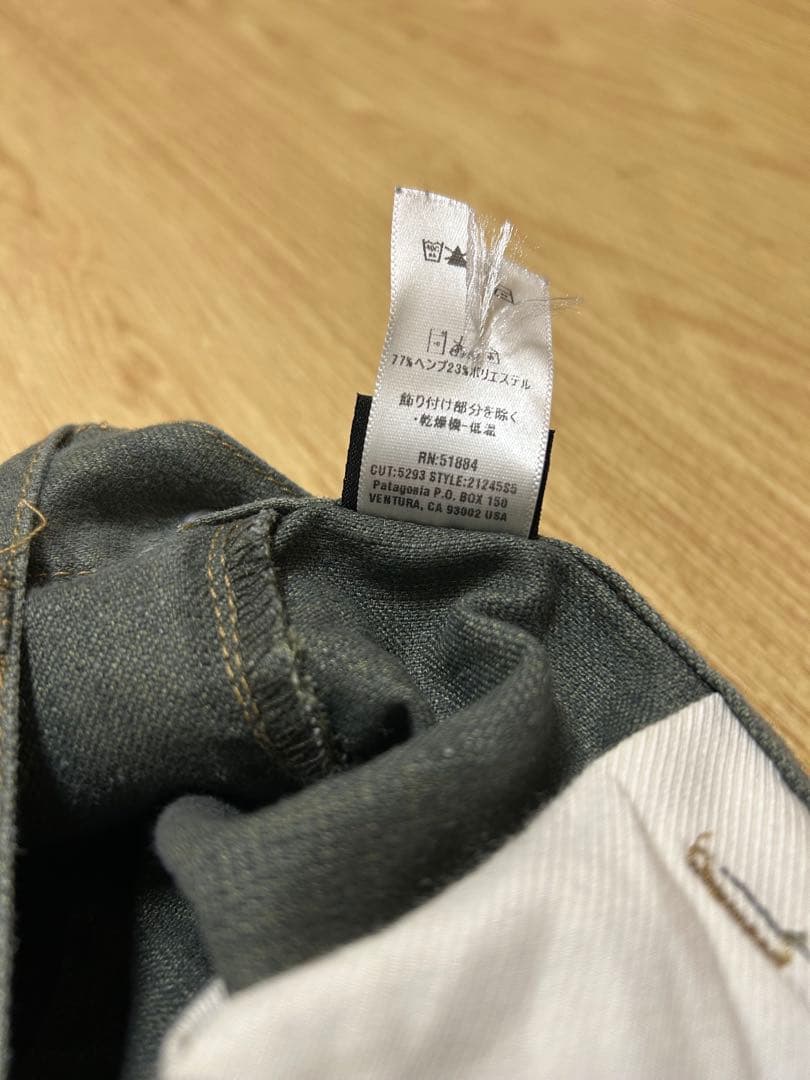 77%ヘンプ23%ポリエステル
飾り付け部分を除く
・乾燥機-低温
RN:51884
CUT:5293 STYLE:21245S5
Patagonia P.O. BOX 150
VENTURA, CA 93002 USA